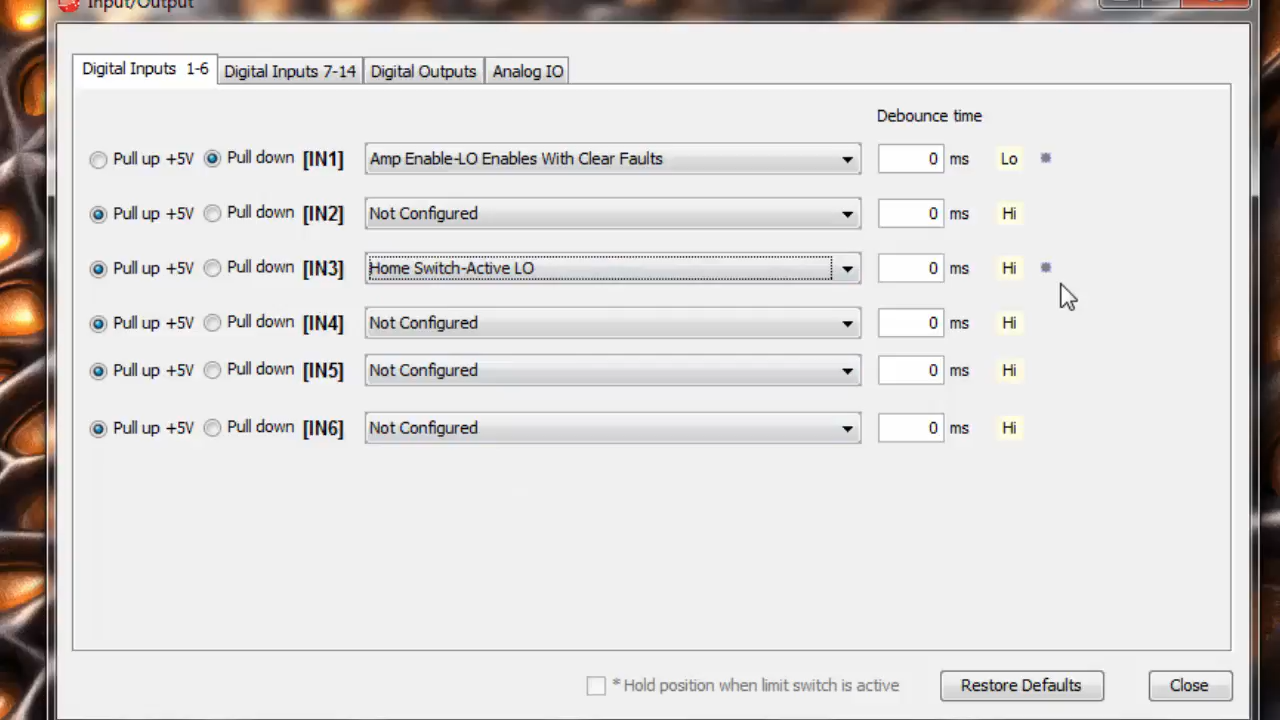 Input/Output
Digital Inputs 1-6
Digital Inputs 7-14
Digital Outputs
Analog IO
Debounce time
Pull up +5V Pull down [IN1] Amp Enable-LO Enables With Clear Faults 0 ms Lo *
Pull up +5V Pull down [IN2] Not Configured 0 ms Hi
Pull up +5V Pull down [IN3] Home Switch-Active LO 0 ms Hi *
Pull up +5V Pull down [IN4] Not Configured 0 ms Hi
Pull up +5V Pull down [IN5] Not Configured 0 ms Hi
Pull up +5V Pull down [IN6] Not Configured 0 ms Hi
* Hold position when limit switch is active
Restore Defaults
Close